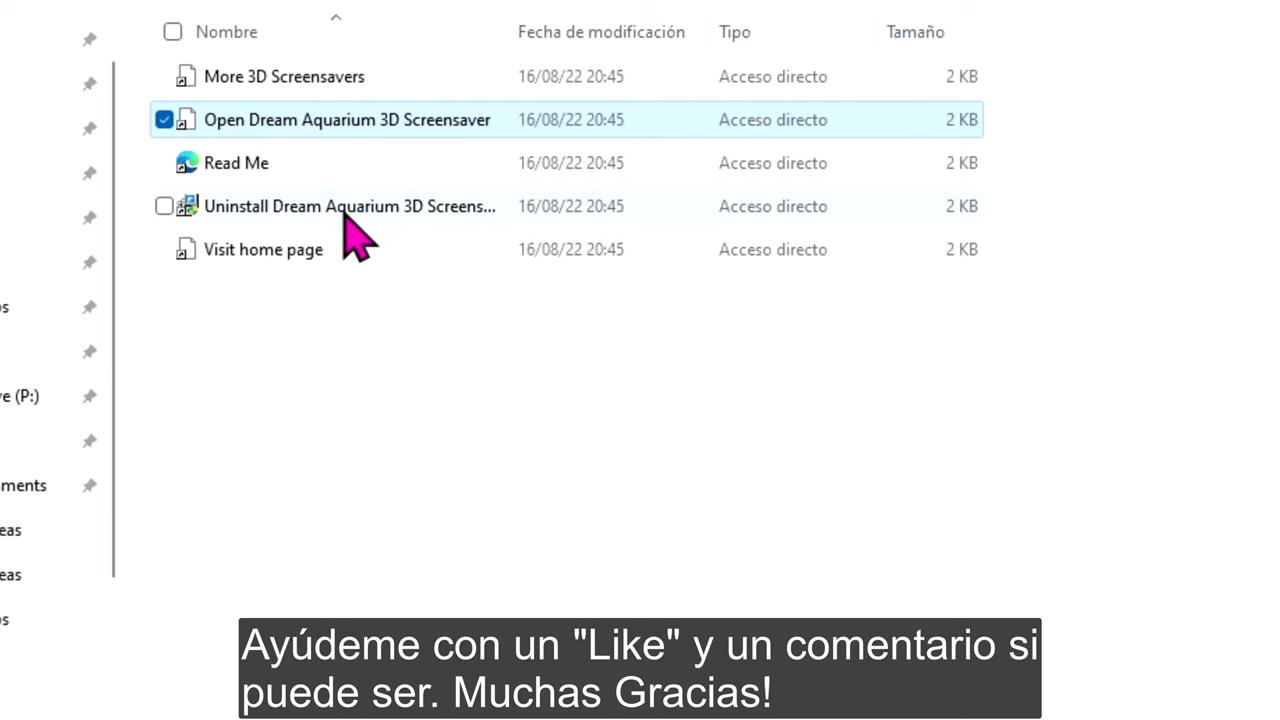 Nombre Fecha de modificación Tipo Tamaño
More 3D Screensavers 16/08/22 20:45 Acceso directo 2 KB
Open Dream Aquarium 3D Screensaver 16/08/22 20:45 Acceso directo 2 KB
Read Me 16/08/22 20:45 Acceso directo 2 KB
Uninstall Dream Aquarium 3D Screens... 16/08/22 20:45 Acceso directo 2 KB
Visit home page 16/08/22 20:45 Acceso directo 2 KB
os
ve (P:)
uments
eas
eas
os
Ayúdeme con un "Like" y un comentario si
puede ser. Muchas Gracias!